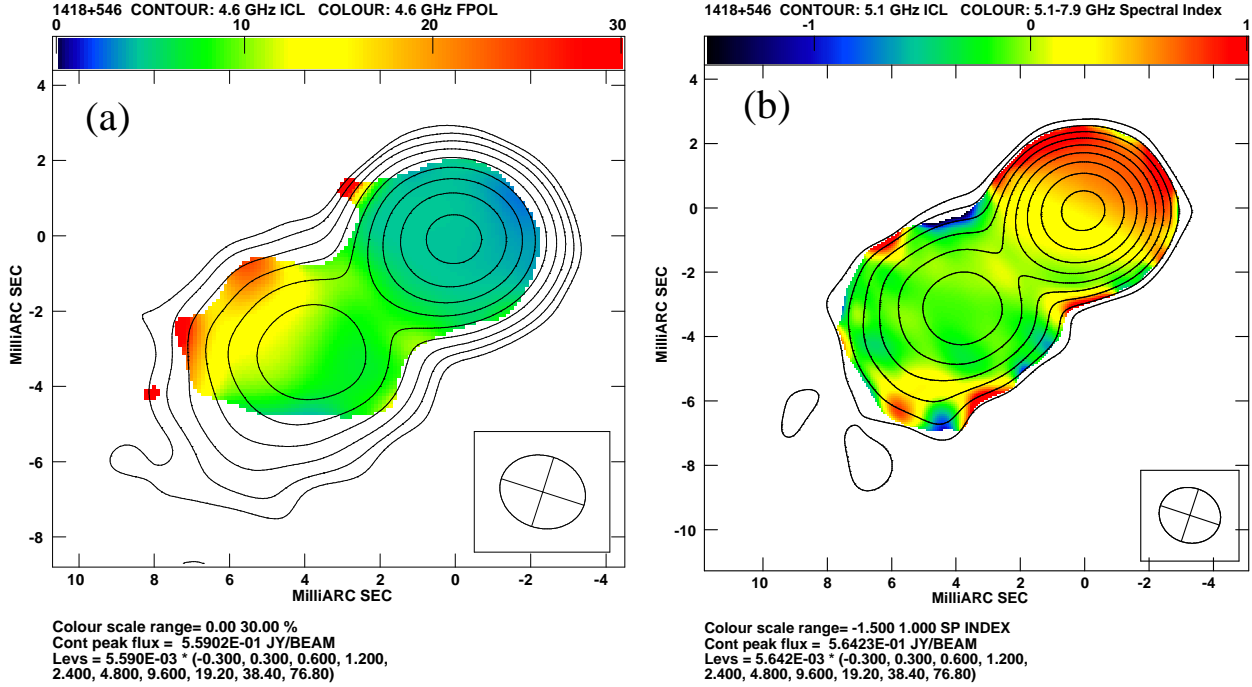 1418+546 CONTOUR: 4.6 GHz ICL COLOUR: 4.6 GHz FPOL
0 10 20 30
(a)
4
2
0
-2
-4
-6
-8
MilliARC SEC
10 8 6 4 2 0 -2 -4
MilliARC SEC
Colour scale range= 0.00 30.00 %
Cont peak flux = 5.5902E-01 JY/BEAM
Levs = 5.590E-03 * (-0.300, 0.300, 0.600, 1.200,
2.400, 4.800, 9.600, 19.20, 38.40, 76.80)
1418+546 CONTOUR: 5.1 GHz ICL COLOUR: 5.1-7.9 GHz Spectral Index
-1 0 1
(b)
4
2
0
-2
-4
-6
-8
-10
MilliARC SEC
10 8 6 4 2 0 -2 -4
MilliARC SEC
Colour scale range= -1.500 1.000 SP INDEX
Cont peak flux = 5.6423E-01 JY/BEAM
Levs = 5.642E-03 * (-0.300, 0.300, 0.600, 1.200,
2.400, 4.800, 9.600, 19.20, 38.40, 76.80)